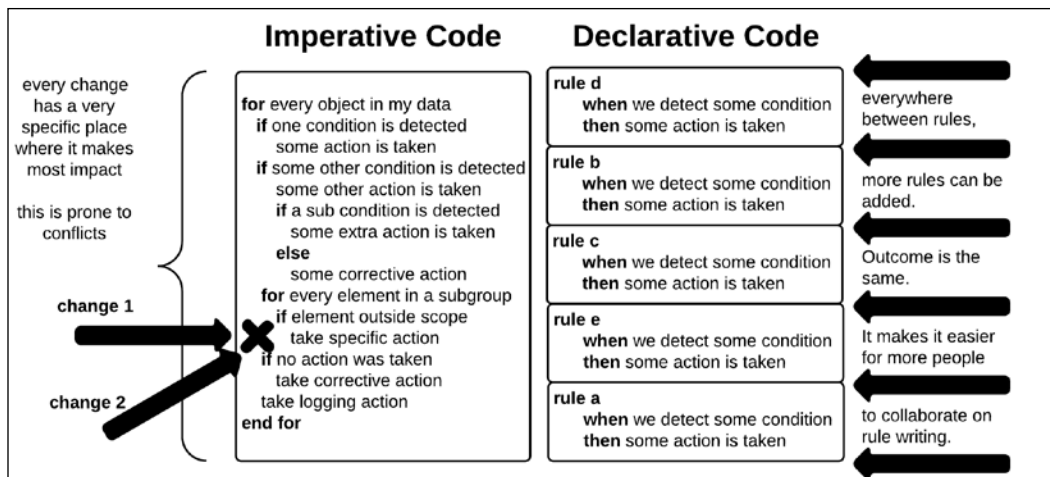 Imperative Code
Declarative Code
every change
has a very
specific place
where it makes
most impact
this is prone to
conflicts
change 1
change 2
for every object in my data
if one condition is detected
some action is taken
if some other condition is detected
some other action is taken
if a sub condition is detected
some extra action is taken
else
some corrective action
for every element in a subgroup
if element outside scope
take specific action
if no action was taken
take corrective action
take logging action
end for
rule d
when we detect some condition
then some action is taken
rule b
when we detect some condition
then some action is taken
rule c
when we detect some condition
then some action is taken
rule e
when we detect some condition
then some action is taken
rule a
when we detect some condition
then some action is taken
everywhere
between rules,
more rules can be
added.
Outcome is the
same.
It makes it easier
for more people
to collaborate on
rule writing.